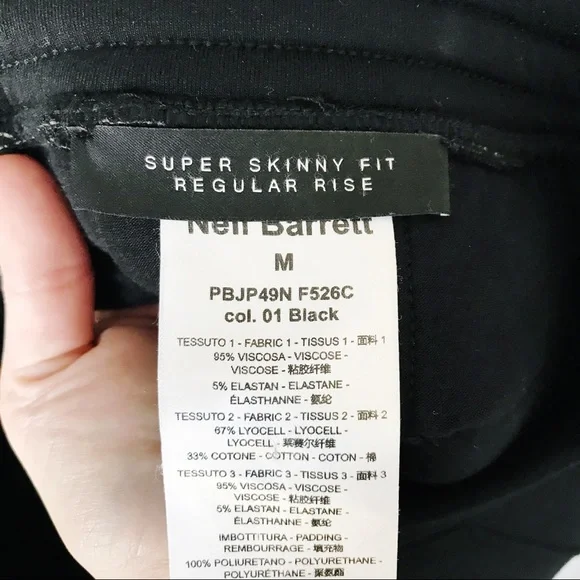 SUPER SKINNY FIT
REGULAR RISE
Neil Barrett
M
PBJP49N F526C
col. 01 Black
TESSUTO 1 - FABRIC 1 - TISSUS 1 - 面料 1
95% VISCOSA - VISCOSE -
VISCOSE - 粘胶纤维
5% ELASTAN - ELASTANE -
ÉLASTHANNE - 氨纶
TESSUTO 2 - FABRIC 2 - TISSUS 2 - 面料 2
67% LYOCELL - LYOCELL -
LYOCELL - 莱赛尔纤维
33% COTONE - COTTON - COTON - 棉
TESSUTO 3 - FABRIC 3 - TISSUS 3 - 面料 3
95% VISCOSA - VISCOSE -
VISCOSE - 粘胶纤维
5% ELASTAN - ELASTANE -
ÉLASTHANNE - 氨纶
IMBOTTITURA - PADDING -
REMBOURRAGE - 填充物
100% POLIURETANO - POLYURETHANE -
POLYURETHANE - 聚氨酯